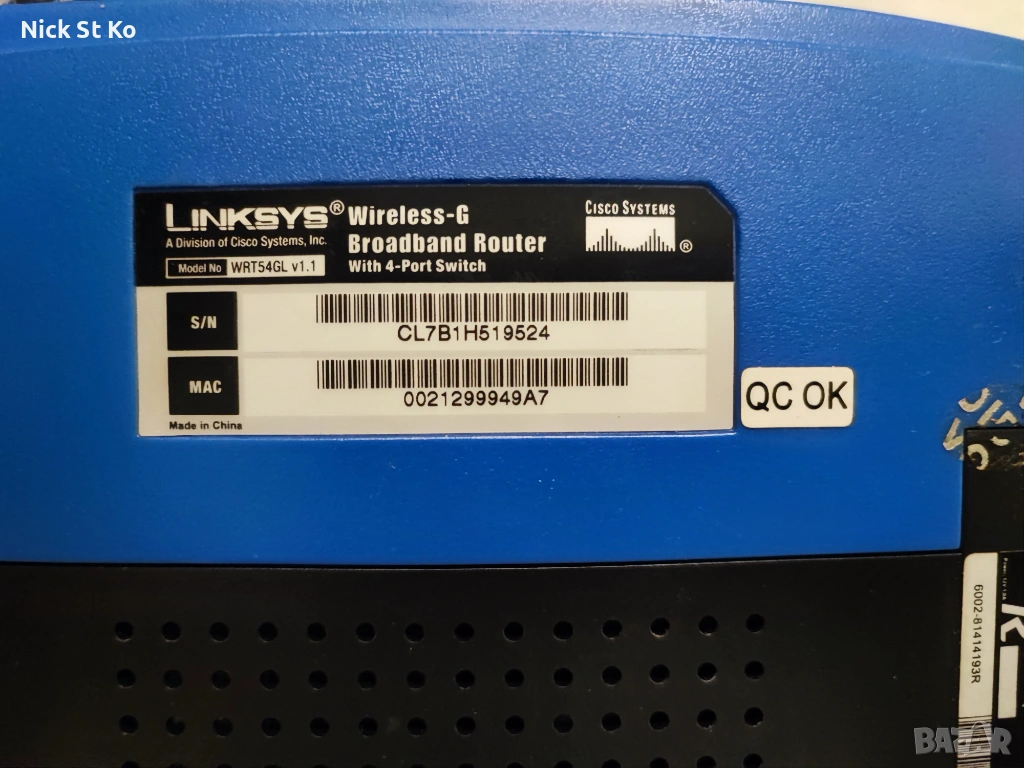 Nick St Ko
LINKSYS® Wireless-G
Broadband Router
With 4-Port Switch
A Division of Cisco Systems, Inc.
Model No WRT54GL v1.1
CISCO SYSTEMS
®
S/N
CL7B1H519524
MAC
0021299949A7
Made in China
QC OK
6002-81414193R
BAZAR